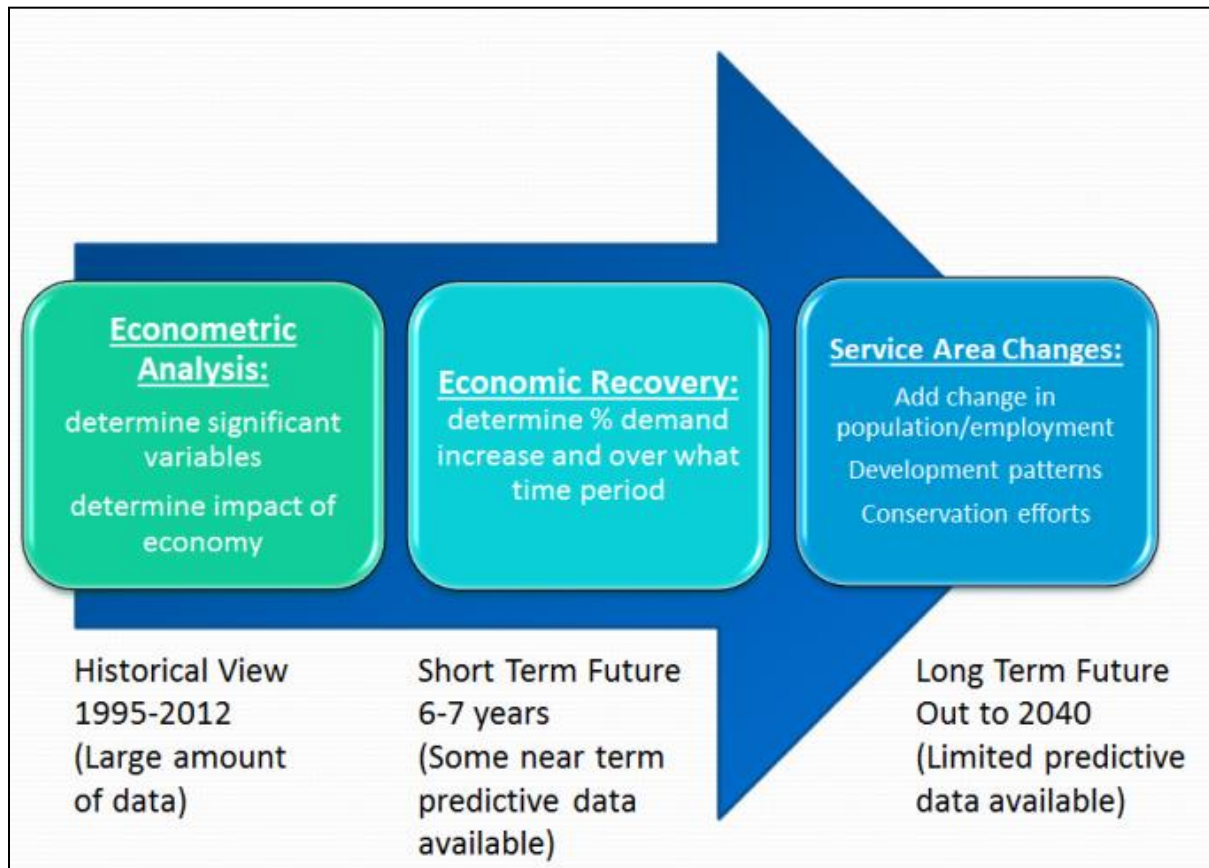 Econometric
Analysis:
determine significant
variables
determine impact of
economy
Economic Recovery:
determine % demand
increase and over what
time period
Service Area Changes:
Add change in
population/employment
Development patterns
Conservation efforts
Historical View
1995-2012
(Large amount
of data)
Short Term Future
6-7 years
(Some near term
predictive data
available)
Long Term Future
Out to 2040
(Limited predictive
data available)